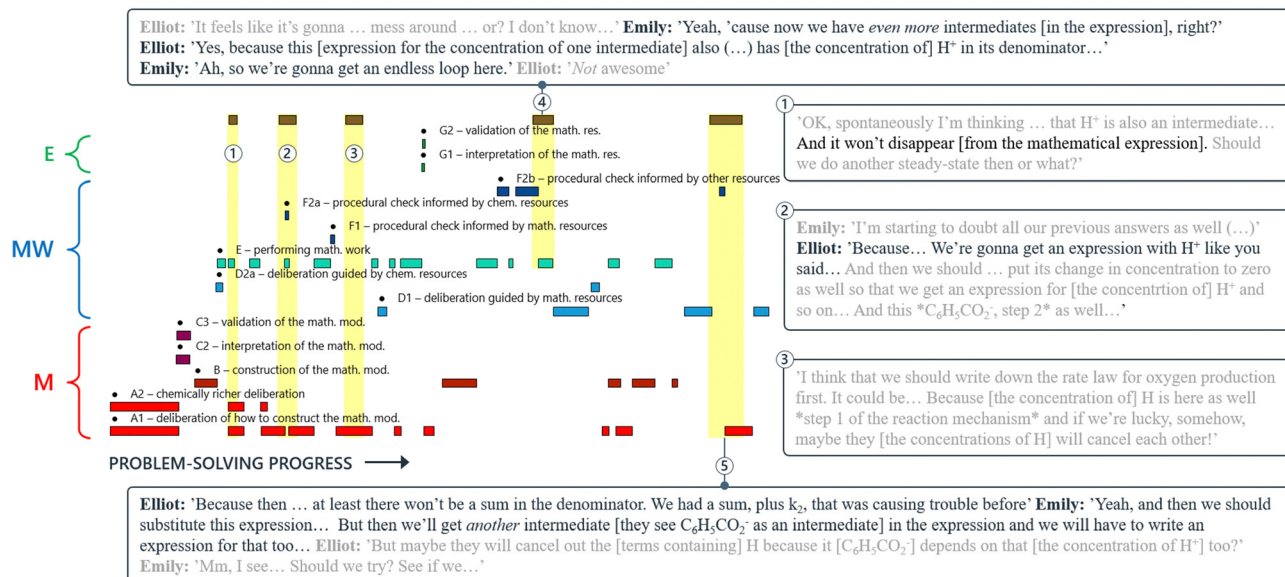 Elliot: 'It feels like it's gonna … mess around … or? I don't know…' Emily: 'Yeah, 'cause now we have even more intermediates [in the expression], right?'
Elliot: 'Yes, because this [expression for the concentration of one intermediate] also (…) has [the concentration of] H⁺ in its denominator…'
Emily: 'Ah, so we're gonna get an endless loop here.' Elliot: 'Not awesome'
4
E
MW
M
1
2
3
G2 – validation of the math. res.
G1 – interpretation of the math. res.
F2b – procedural check informed by other resources
F2a – procedural check informed by chem. resources
F1 – procedural check informed by math. resources
E – performing math. work
D2a – deliberation guided by chem. resources
D1 – deliberation guided by math. resources
C3 – validation of the math. mod.
C2 – interpretation of the math. mod.
B – construction of the math. mod.
A2 – chemically richer deliberation
A1 – deliberation of how to construct the math. mod.
PROBLEM-SOLVING PROGRESS
1
'OK, spontaneously I'm thinking … that H⁺ is also an intermediate…
And it won't disappear [from the mathematical expression]. Should
we do another steady-state then or what?'
2
Emily: 'I'm starting to doubt all our previous answers as well (…)'
Elliot: 'Because… We're gonna get an expression with H⁺ like you
said… And then we should … put its change in concentration to zero
as well so that we get an expression for [the concentrtion of] H⁺ and
so on… And this *C₆H₅CO₂⁻, step 2* as well…'
3
'I think that we should write down the rate law for oxygen production
first. It could be… Because [the concentration of] H is here as well
*step 1 of the reaction mechanism* and if we're lucky, somehow,
maybe they [the concentrations of H] will cancel each other!'
5
Elliot: 'Because then … at least there won't be a sum in the denominator. We had a sum, plus k₂, that was causing trouble before' Emily: 'Yeah, and then we should
substitute this expression… But then we'll get another intermediate [they see C₆H₅CO₂⁻ as an intermediate] in the expression and we will have to write an
expression for that too… Elliot: 'But maybe they will cancel out the [terms containing] H because it [C₆H₅CO₂⁻] depends on that [the concentration of H⁺] too?'
Emily: 'Mm, I see… Should we try? See if we…'